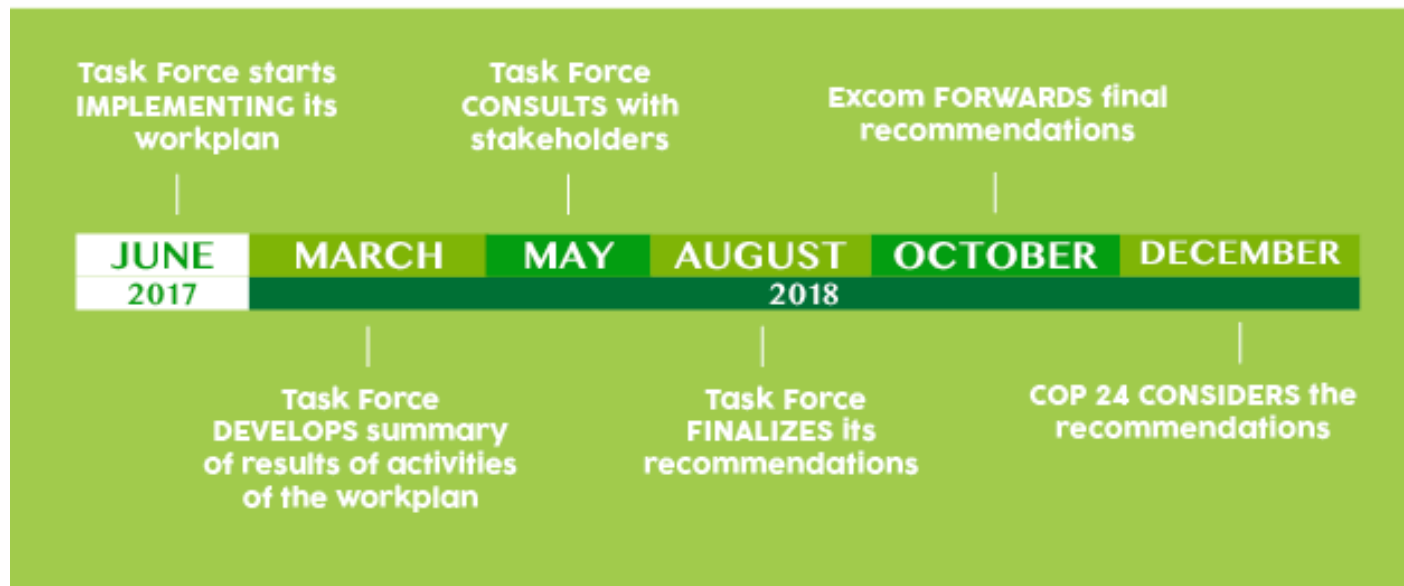 Task Force starts
IMPLEMENTING its
workplan
Task Force
CONSULTS with
stakeholders
Excom FORWARDS final
recommendations
JUNE
MARCH
MAY
AUGUST
OCTOBER
DECEMBER
2017
2018
Task Force
DEVELOPS summary
of results of activities
of the workplan
Task Force
FINALIZES its
recommendations
COP 24 CONSIDERS the
recommendations